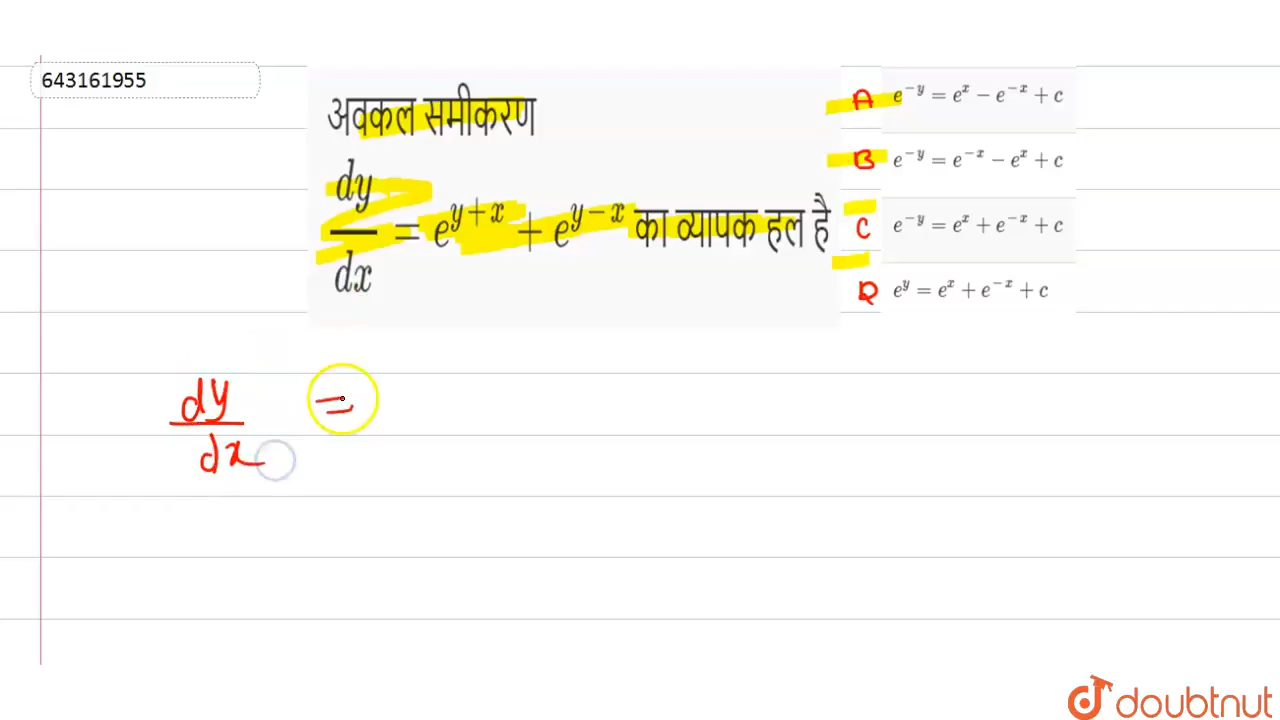 643161955
अवकल समीकरण
dy/dx = e^{y+x} + e^{y-x} का व्यापक हल है
A e^{-y} = e^x - e^{-x} + c
B e^{-y} = e^{-x} - e^x + c
C e^{-y} = e^x + e^{-x} + c
D e^y = e^x + e^{-x} + c
dy/dx =
doubtnut